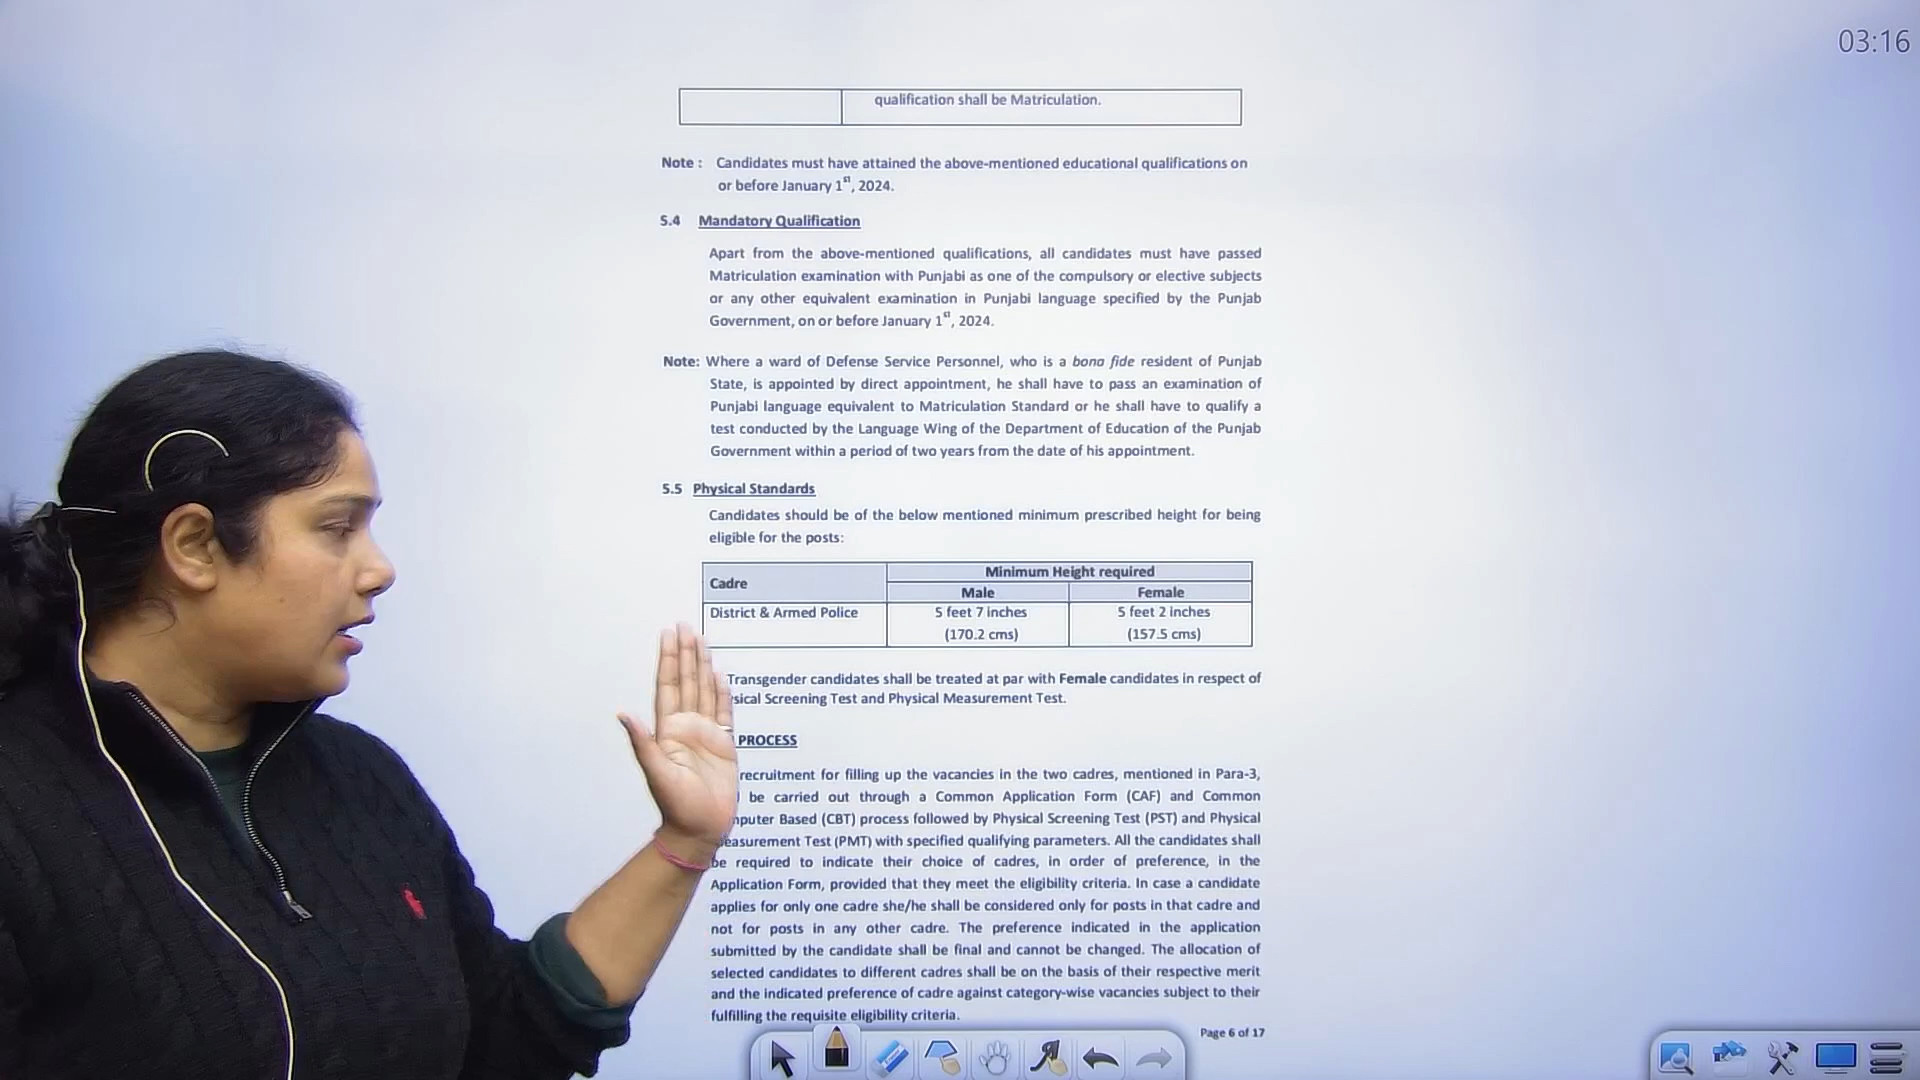 03:16
qualification shall be Matriculation.
Note : Candidates must have attained the above-mentioned educational qualifications on
or before January 1st, 2024.
5.4 Mandatory Qualification
Apart from the above-mentioned qualifications, all candidates must have passed
Matriculation examination with Punjabi as one of the compulsory or elective subjects
or any other equivalent examination in Punjabi language specified by the Punjab
Government, on or before January 1st, 2024.
Note: Where a ward of Defense Service Personnel, who is a bona fide resident of Punjab
State, is appointed by direct appointment, he shall have to pass an examination of
Punjabi language equivalent to Matriculation Standard or he shall have to qualify a
test conducted by the Language Wing of the Department of Education of the Punjab
Government within a period of two years from the date of his appointment.
5.5 Physical Standards
Candidates should be of the below mentioned minimum prescribed height for being
eligible for the posts:
Cadre Minimum Height required
Male Female
District & Armed Police 5 feet 7 inches 5 feet 2 inches
(170.2 cms) (157.5 cms)
Transgender candidates shall be treated at par with Female candidates in respect of
Screening Test and Physical Measurement Test.
PROCESS
recruitment for filling up the vacancies in the two cadres, mentioned in Para-3,
be carried out through a Common Application Form (CAF) and Common
Based (CBT) process followed by Physical Screening Test (PST) and Physical
Test (PMT) with specified qualifying parameters. All the candidates shall
be required to indicate their choice of cadres, in order of preference, in the
Application Form, provided that they meet the eligibility criteria. In case a candidate
applies for only one cadre she/he shall be considered only for posts in that cadre and
not for posts in any other cadre. The preference indicated in the application
submitted by the candidate shall be final and cannot be changed. The allocation of
selected candidates to different cadres shall be on the basis of their respective merit
and the indicated preference of cadre against category-wise vacancies subject to their
fulfilling the requisite eligibility criteria.
Page 6 of 17